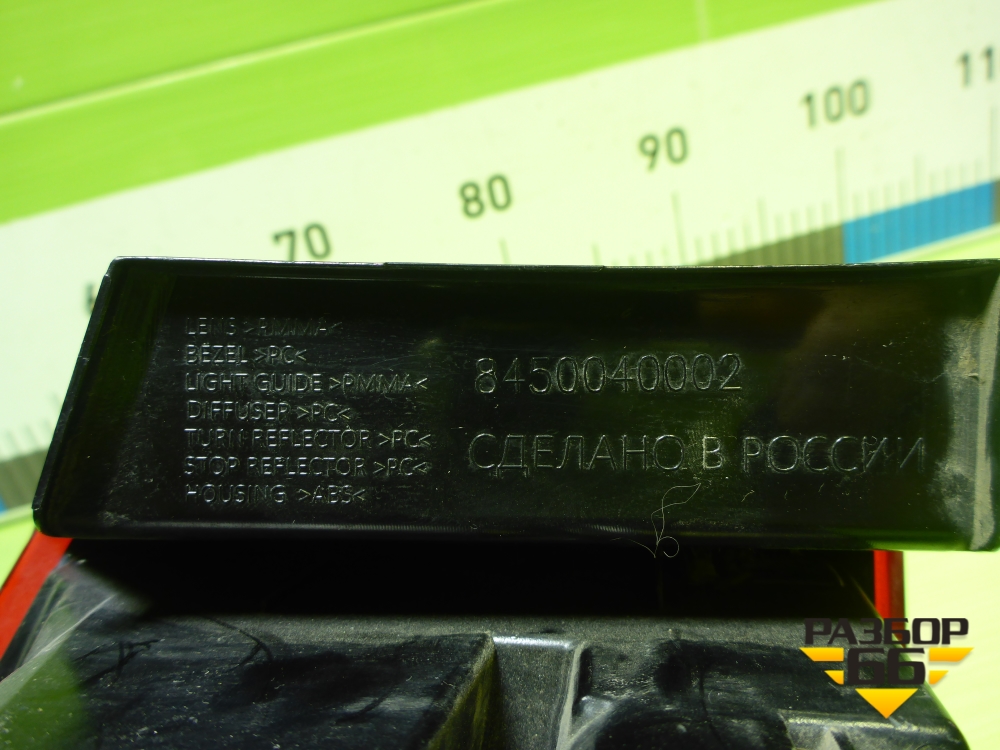 70
80
90
100
11
LENS >PMMA<
BEZEL >PC<
LIGHT GUIDE >PMMA<
DIFFUSER >PC<
TURN REFLECTOR >PC<
STOP REFLECTOR >PC<
HOUSING >ABS<
8450040002
СДЕЛАНО В РОССИИ
РАЗБОР
66